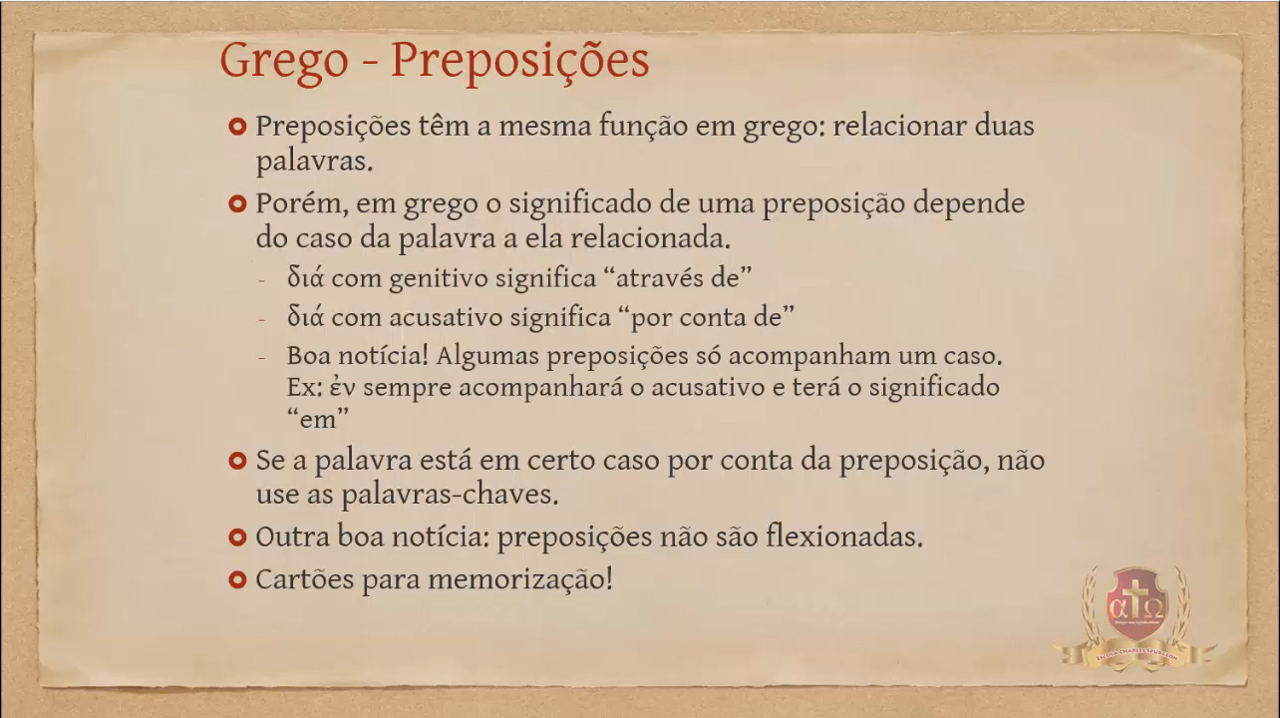 Grego - Preposições
Preposições têm a mesma função em grego: relacionar duas
palavras.
Porém, em grego o significado de uma preposição depende
do caso da palavra a ela relacionada.
- διά com genitivo significa “através de”
- διά com acusativo significa “por conta de”
- Boa notícia! Algumas preposições só acompanham um caso.
Ex: ἐν sempre acompanhará o acusativo e terá o significado
“em”
Se a palavra está em certo caso por conta da preposição, não
use as palavras-chaves.
Outra boa notícia: preposições não são flexionadas.
Cartões para memorização!
α Ω